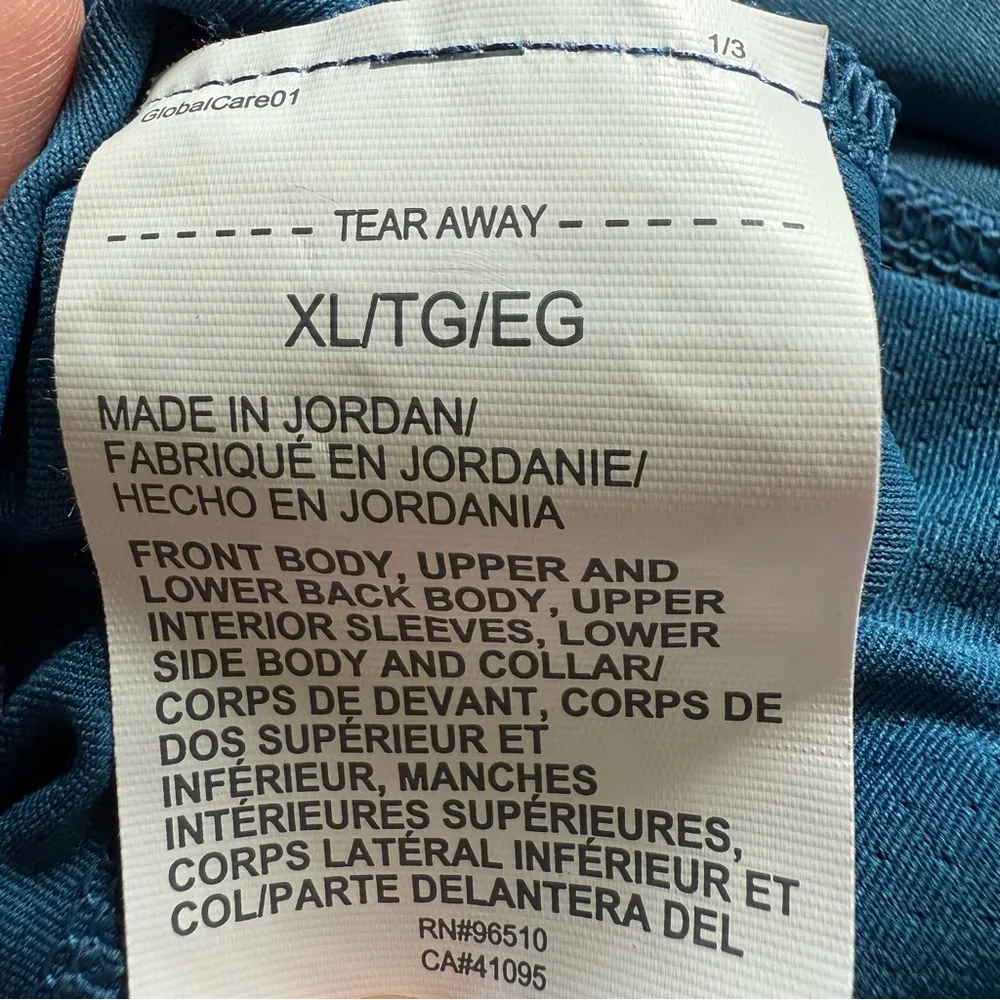 1/3
GlobalCare01
- - - - - - TEAR AWAY - - - - - -
XL/TG/EG
MADE IN JORDAN/
FABRIQUÉ EN JORDANIE/
HECHO EN JORDANIA
FRONT BODY, UPPER AND
LOWER BACK BODY, UPPER
INTERIOR SLEEVES, LOWER
SIDE BODY AND COLLAR/
CORPS DE DEVANT, CORPS DE
DOS SUPÉRIEUR ET
INFÉRIEUR, MANCHES
INTÉRIEURES SUPÉRIEURES,
CORPS LATÉRAL INFÉRIEUR ET
COL/PARTE DELANTERA DEL
RN#96510
CA#41095